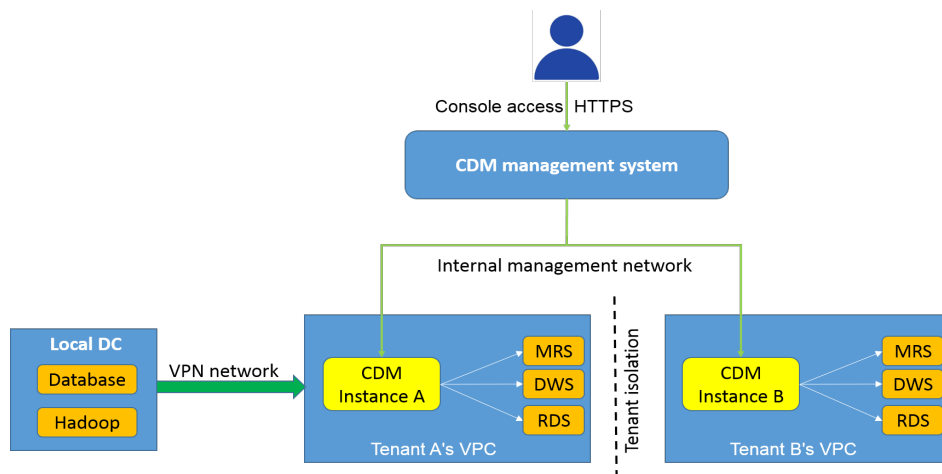 Console access HTTPS
CDM management system
Internal management network
Local DC
Database
Hadoop
VPN network
CDM
Instance A
MRS
DWS
RDS
Tenant A's VPC
Tenant isolation
CDM
Instance B
MRS
DWS
RDS
Tenant B's VPC